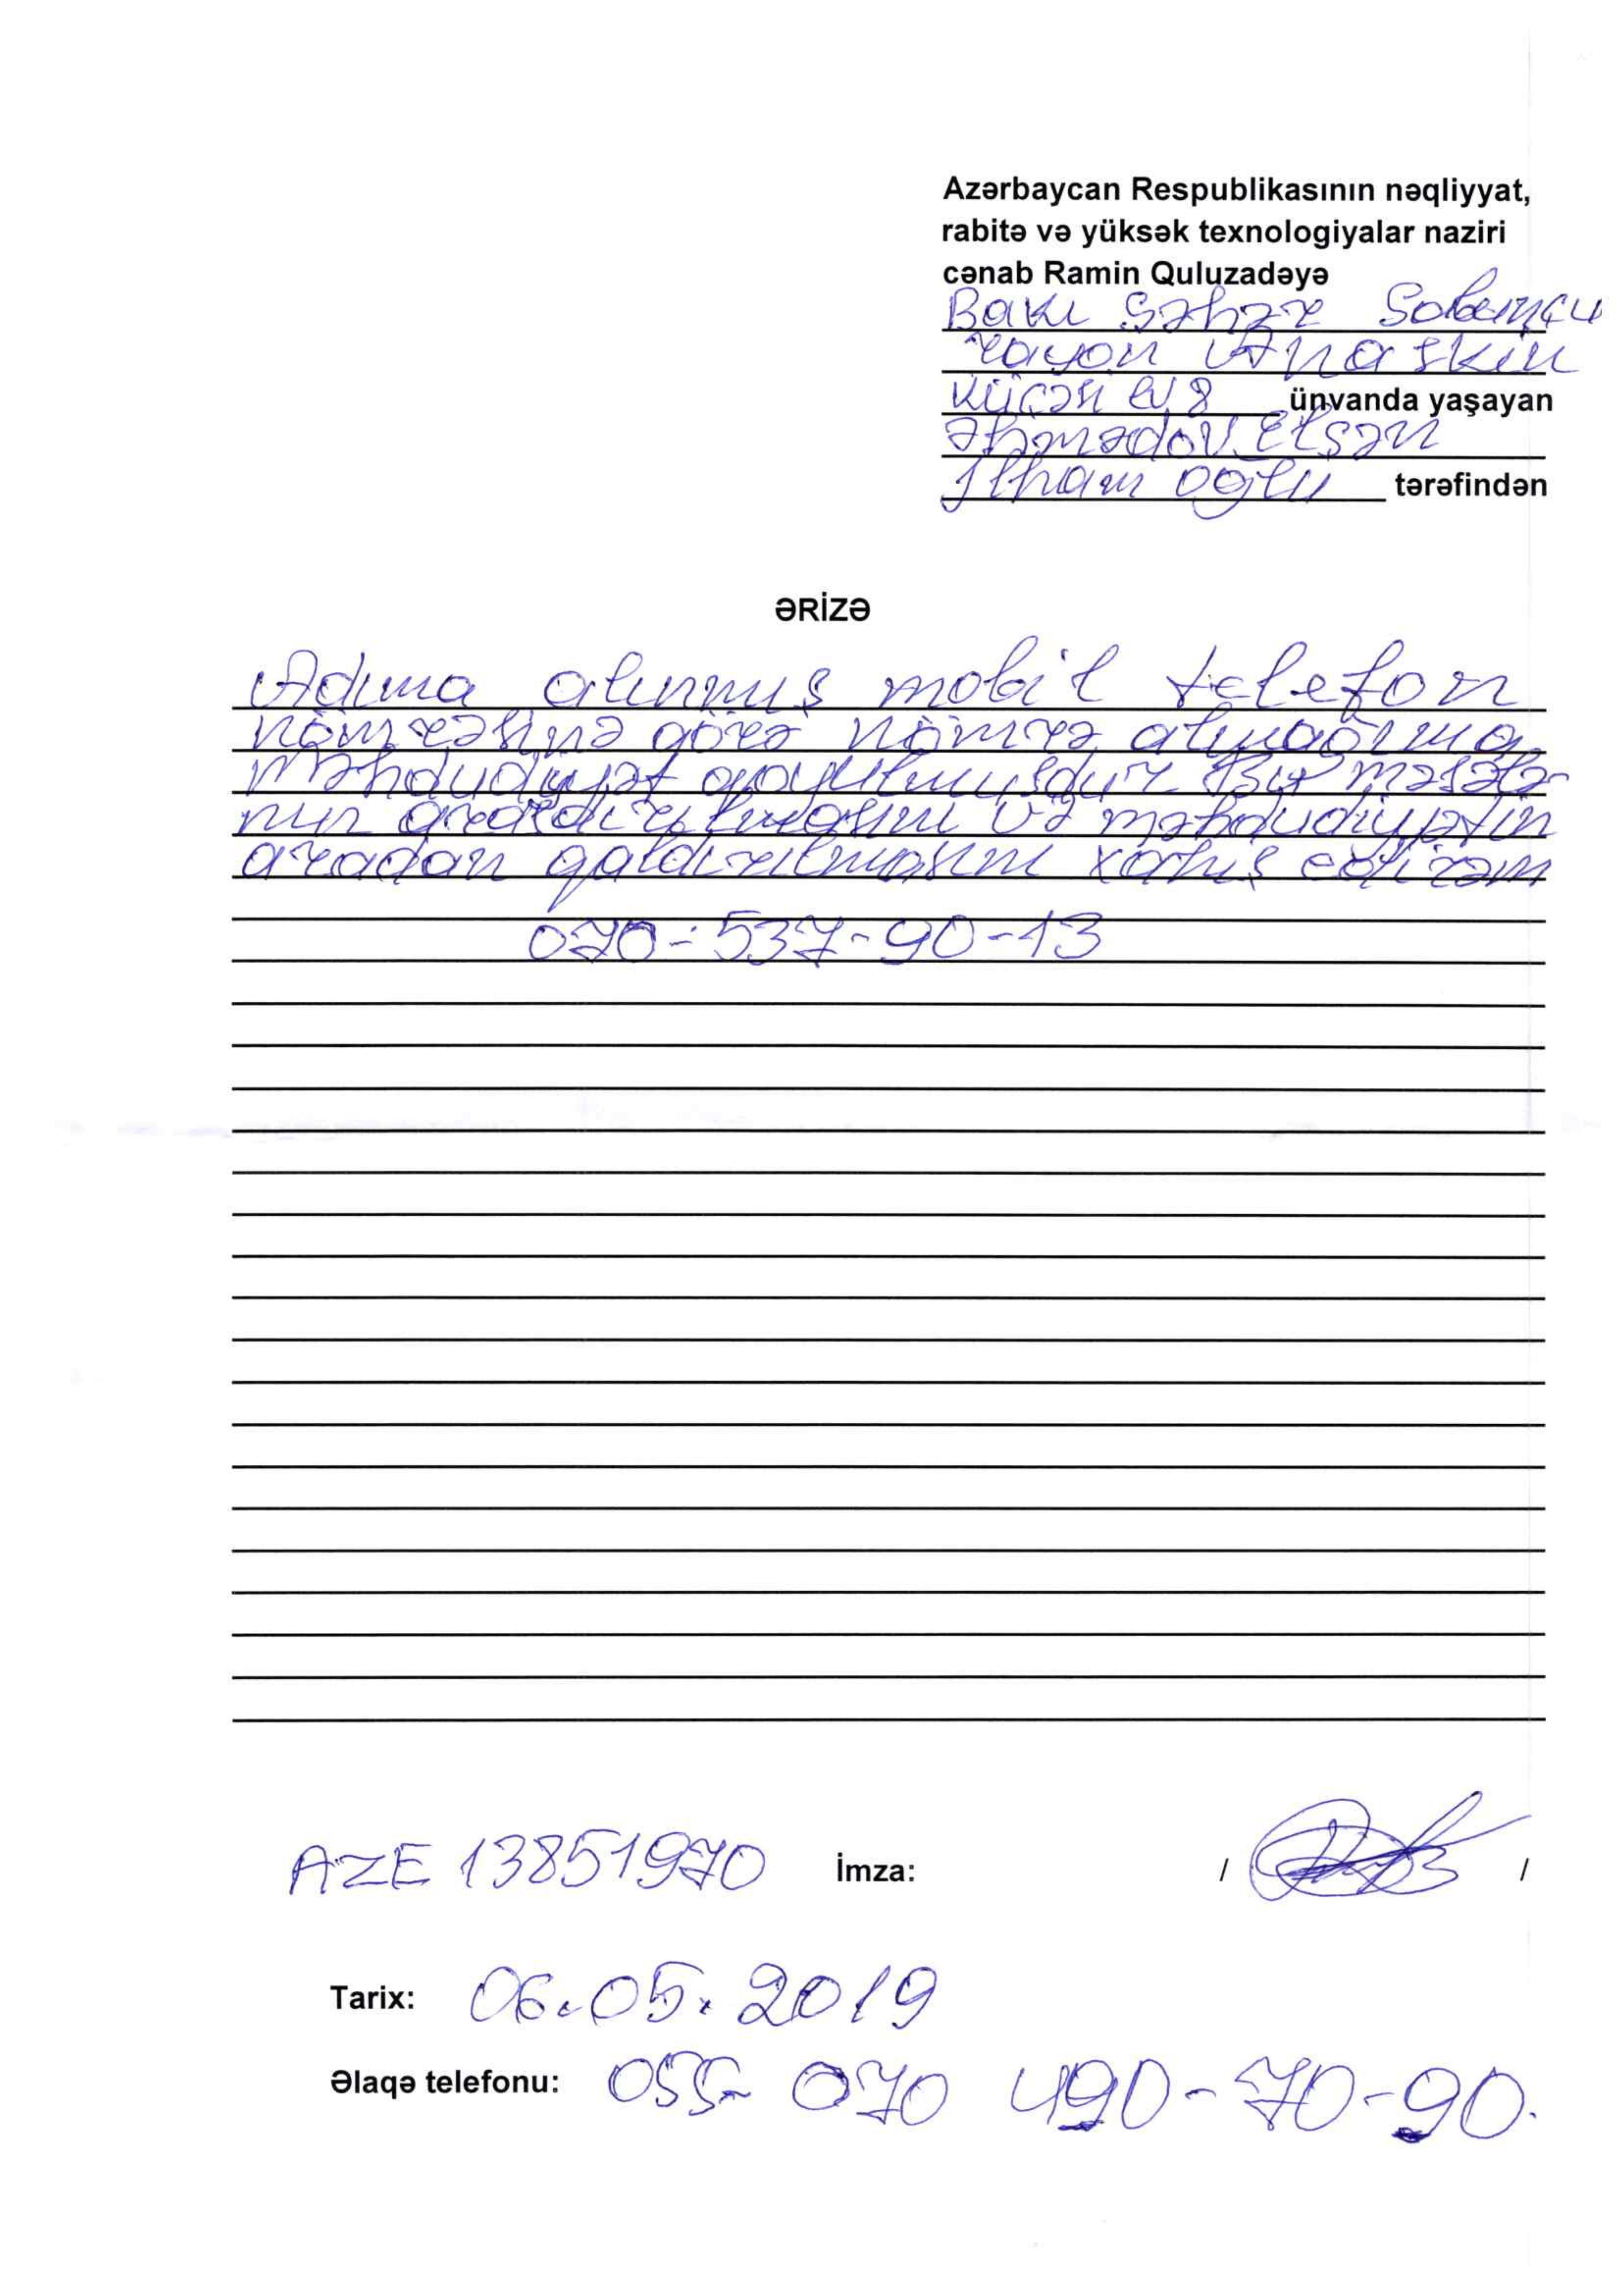 Azərbaycan Respublikasının nəqliyyat,
rabitə və yüksək texnologiyalar naziri
cənab Ramin Quluzadəyə
Bakı Şəhər Sabunçu
rayon Anaşkin
küçəsi ev 8 ünvanda yaşayan
Əhmədov Elşən
İlham oğlu tərəfindən
ƏRİZƏ
Adıma alınmış mobil telefon
nömrəsinə görə nömrə alınmağıma
məhdudiyyət qoyulmuşdur. Bu məsələ-
nin araşdırılmasını və məhdudiyyətin
aradan qaldırılmasını xahiş edirəm
070-537-90-13
AZE 13851970 İmza: / /
Tarix: 06.05.2019
Əlaqə telefonu: 055- 070 490-70-90.